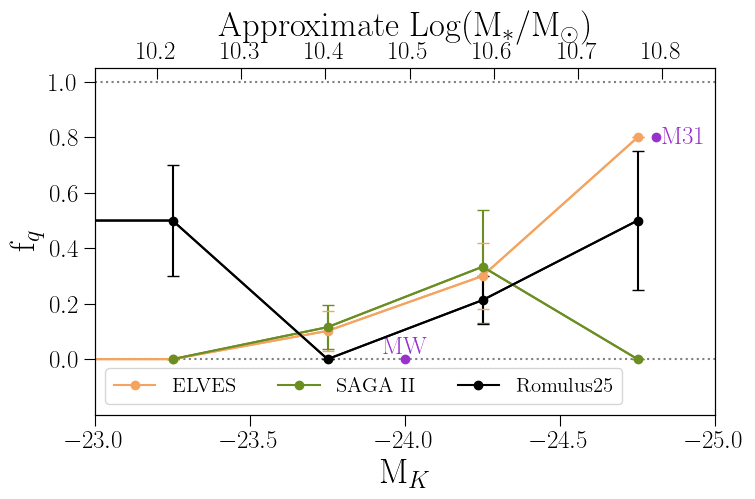 Approximate Log(M*/M☉)
10.2 10.3 10.4 10.5 10.6 10.7 10.8
1.0
M31
0.8
0.6
f_q
0.4
0.2
MW
0.0
ELVES SAGA II Romulus25
−23.0 −23.5 −24.0 −24.5 −25.0
M_K